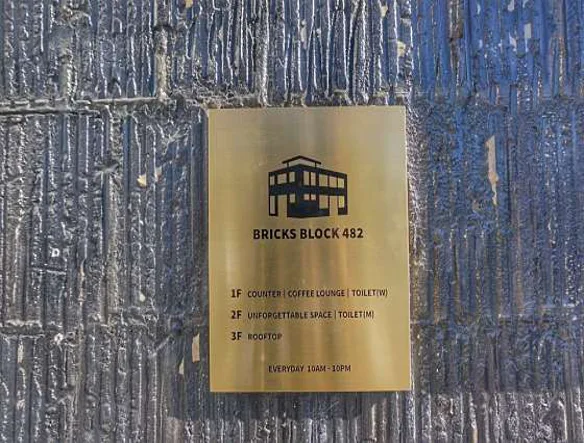 BRICKS BLOCK 482
1F COUNTER | COFFEE LOUNGE | TOILET(W)
2F UNFORGETTABLE SPACE | TOILET(M)
3F ROOFTOP
EVERYDAY 10AM - 10PM